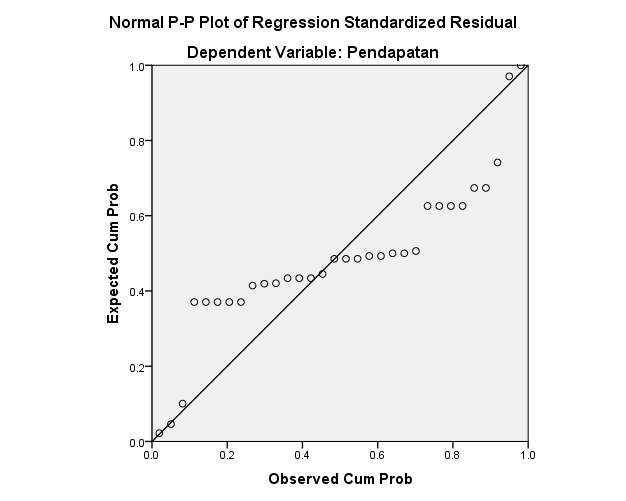 Normal P-P Plot of Regression Standardized Residual
Dependent Variable: Pendapatan
1.0
0.8
0.6
0.4
0.2
0.0
Expected Cum Prob
0.0 0.2 0.4 0.6 0.8 1.0
Observed Cum Prob